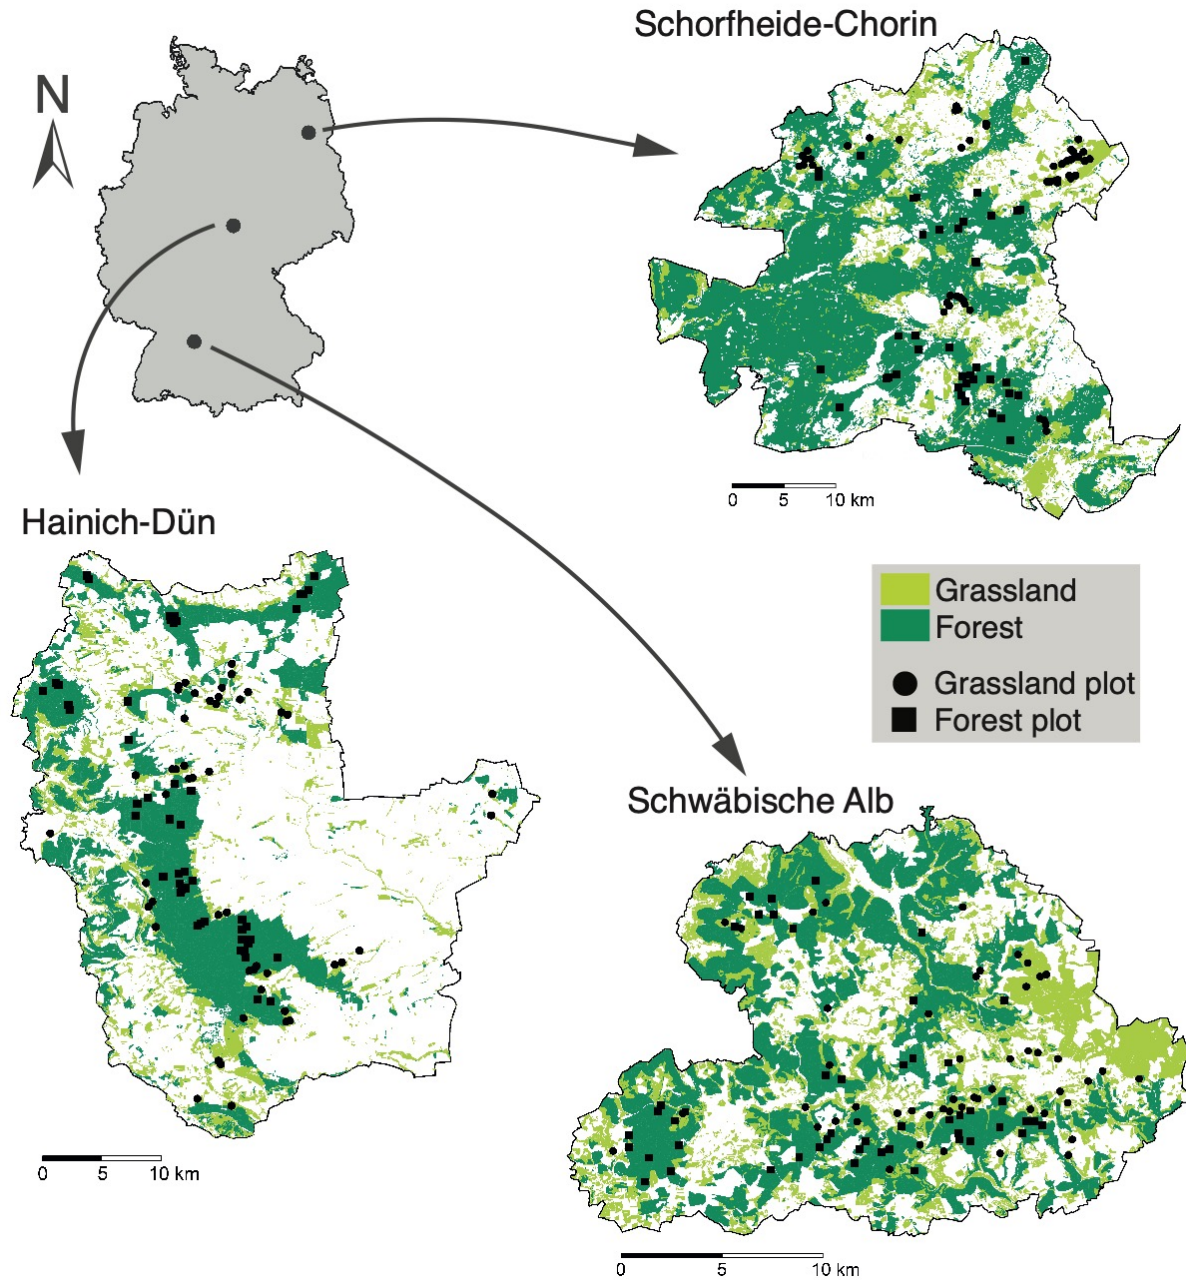 Schorfheide-Chorin
N
0 5 10 km
Hainich-Dün
Grassland
Forest
Grassland plot
Forest plot
Schwäbische Alb
0 5 10 km
0 5 10 km